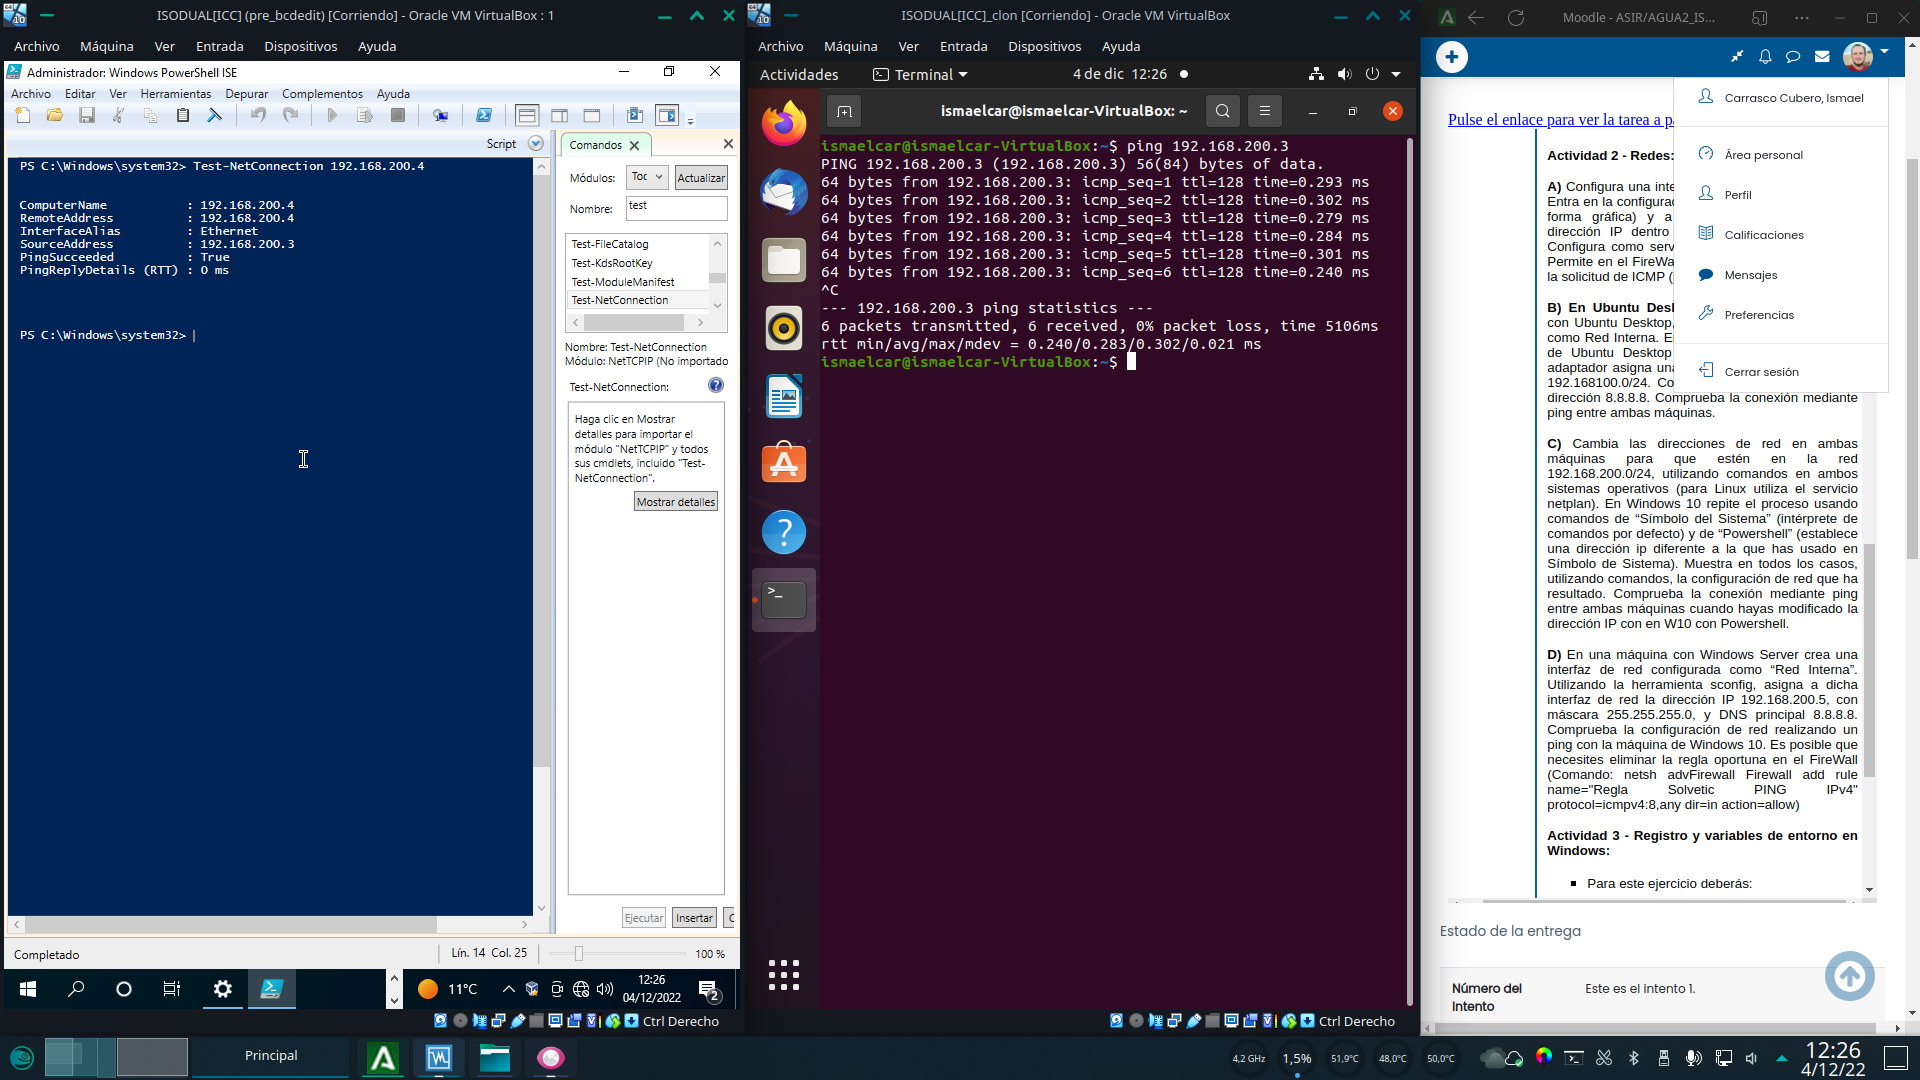 ISODUAL[ICC] (pre_bcdedit) [Corriendo] - Oracle VM VirtualBox : 1
Archivo Máquina Ver Entrada Dispositivos Ayuda
Administrador: Windows PowerShell ISE
Archivo Editar Ver Herramientas Depurar Complementos Ayuda
Script
PS C:\Windows\system32> Test-NetConnection 192.168.200.4
ComputerName : 192.168.200.4
RemoteAddress : 192.168.200.4
InterfaceAlias : Ethernet
SourceAddress : 192.168.200.3
PingSucceeded : True
PingReplyDetails (RTT) : 0 ms
PS C:\Windows\system32>
Comandos
Módulos: Toc Actualizar
Nombre: test
Test-FileCatalog
Test-KdsRootKey
Test-ModuleManifest
Test-NetConnection
Nombre: Test-NetConnection
Módulo: NetTCPIP (No importado
Test-NetConnection:
Haga clic en Mostrar
detalles para importar el
módulo "NetTCPIP" y todos
sus cmdlets, incluido "Test-
NetConnection".
Mostrar detalles
Ejecutar Insertar C
Completado
Lín. 14 Col. 25
100 %
11°C
12:26
04/12/2022
2
Ctrl Derecho
ISODUAL[ICC]_clon [Corriendo] - Oracle VM VirtualBox
Archivo Máquina Ver Entrada Dispositivos Ayuda
Actividades Terminal 4 de dic 12:26
ismaelcar@ismaelcar-VirtualBox: ~
ismaelcar@ismaelcar-VirtualBox:~$ ping 192.168.200.3
PING 192.168.200.3 (192.168.200.3) 56(84) bytes of data.
64 bytes from 192.168.200.3: icmp_seq=1 ttl=128 time=0.293 ms
64 bytes from 192.168.200.3: icmp_seq=2 ttl=128 time=0.302 ms
64 bytes from 192.168.200.3: icmp_seq=3 ttl=128 time=0.279 ms
64 bytes from 192.168.200.3: icmp_seq=4 ttl=128 time=0.284 ms
64 bytes from 192.168.200.3: icmp_seq=5 ttl=128 time=0.301 ms
64 bytes from 192.168.200.3: icmp_seq=6 ttl=128 time=0.240 ms
^C
--- 192.168.200.3 ping statistics ---
6 packets transmitted, 6 received, 0% packet loss, time 5106ms
rtt min/avg/max/mdev = 0.240/0.283/0.302/0.021 ms
ismaelcar@ismaelcar-VirtualBox:~$
Ctrl Derecho
Moodle - ASIR/AGUA2_IS...
Carrasco Cubero, Ismael
Área personal
Perfil
Calificaciones
Mensajes
Preferencias
Cerrar sesión
Pulse el enlace para ver la tarea a p
Actividad 2 - Redes:
A) Configura una inte
Entra en la configurac
forma gráfica) y a
dirección IP dentro
Configura como serv
Permite en el FireWa
la solicitud de ICMP (
B) En Ubuntu Desl
con Ubuntu Desktop,
como Red Interna. E
de Ubuntu Desktop
adaptador asigna una
192.168100.0/24. Co
dirección 8.8.8.8. Comprueba la conexión mediante
ping entre ambas máquinas.
C) Cambia las direcciones de red en ambas
máquinas para que estén en la red
192.168.200.0/24, utilizando comandos en ambos
sistemas operativos (para Linux utiliza el servicio
netplan). En Windows 10 repite el proceso usando
comandos de “Símbolo del Sistema” (intérprete de
comandos por defecto) y de “Powershell” (establece
una dirección ip diferente a la que has usado en
Símbolo de Sistema). Muestra en todos los casos,
utilizando comandos, la configuración de red que ha
resultado. Comprueba la conexión mediante ping
entre ambas máquinas cuando hayas modificado la
dirección IP con en W10 con Powershell.
D) En una máquina con Windows Server crea una
interfaz de red configurada como “Red Interna”.
Utilizando la herramienta sconfig, asigna a dicha
interfaz de red la dirección IP 192.168.200.5, con
máscara 255.255.255.0, y DNS principal 8.8.8.8.
Comprueba la configuración de red realizando un
ping con la máquina de Windows 10. Es posible que
necesites eliminar la regla oportuna en el FireWall
(Comando: netsh advFirewall Firewall add rule
name="Regla Solvetic PING IPv4"
protocol=icmpv4:8,any dir=in action=allow)
Actividad 3 - Registro y variables de entorno en
Windows:
Para este ejercicio deberás:
Estado de la entrega
Número del
intento
Este es el intento 1.
Principal
4,2 GHz
1,5%
51,9°C
48,0°C
50,0°C
12:26
4/12/22